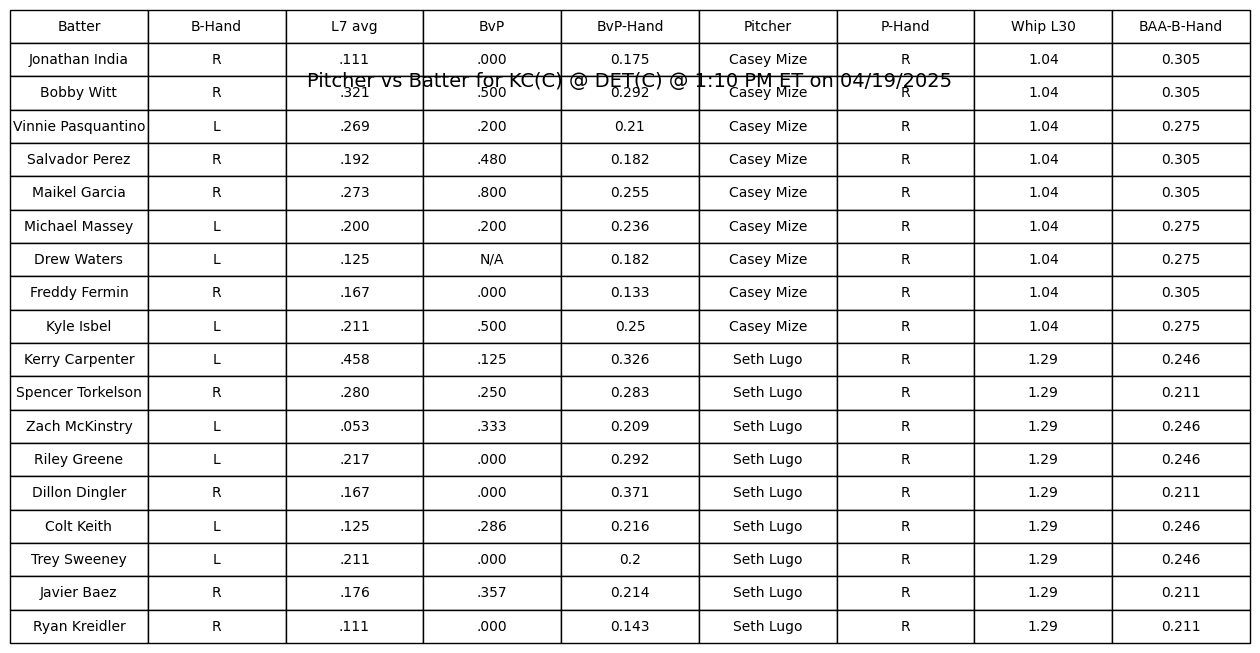 Batter B-Hand L7 avg BvP BvP-Hand Pitcher P-Hand Whip L30 BAA-B-Hand
Jonathan India R .111 .000 0.175 Casey Mize R 1.04 0.305
Pitcher vs Batter for KC(C) @ DET(C) @ 1:10 PM ET on 04/19/2025
Bobby Witt R .321 .500 0.292 Casey Mize R 1.04 0.305
Vinnie Pasquantino L .269 .200 0.21 Casey Mize R 1.04 0.275
Salvador Perez R .192 .480 0.182 Casey Mize R 1.04 0.305
Maikel Garcia R .273 .800 0.255 Casey Mize R 1.04 0.305
Michael Massey L .200 .200 0.236 Casey Mize R 1.04 0.275
Drew Waters L .125 N/A 0.182 Casey Mize R 1.04 0.275
Freddy Fermin R .167 .000 0.133 Casey Mize R 1.04 0.305
Kyle Isbel L .211 .500 0.25 Casey Mize R 1.04 0.275
Kerry Carpenter L .458 .125 0.326 Seth Lugo R 1.29 0.246
Spencer Torkelson R .280 .250 0.283 Seth Lugo R 1.29 0.211
Zach McKinstry L .053 .333 0.209 Seth Lugo R 1.29 0.246
Riley Greene L .217 .000 0.292 Seth Lugo R 1.29 0.246
Dillon Dingler R .167 .000 0.371 Seth Lugo R 1.29 0.211
Colt Keith L .125 .286 0.216 Seth Lugo R 1.29 0.246
Trey Sweeney L .211 .000 0.2 Seth Lugo R 1.29 0.246
Javier Baez R .176 .357 0.214 Seth Lugo R 1.29 0.211
Ryan Kreidler R .111 .000 0.143 Seth Lugo R 1.29 0.211